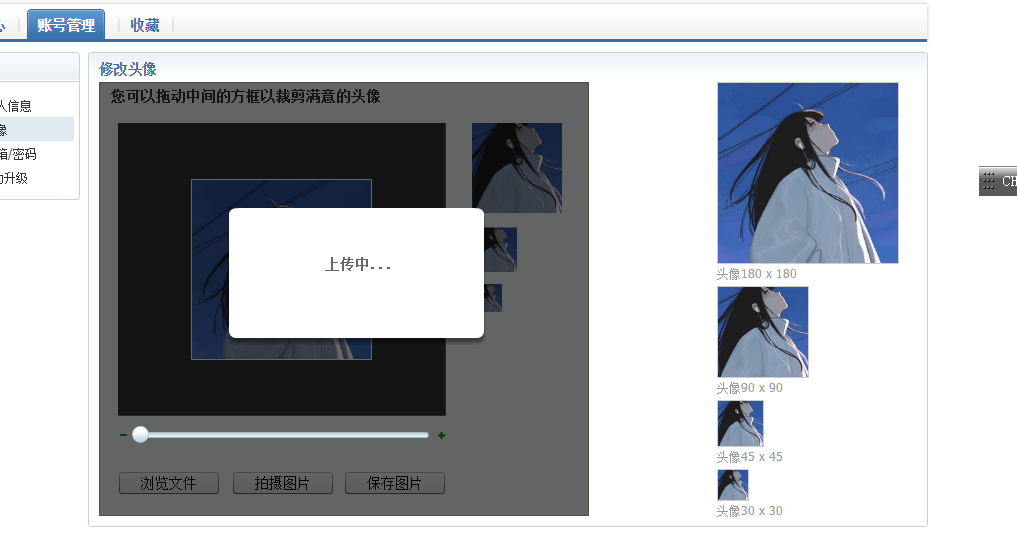 账号管理
收藏
人信息
像
箱/密码
力升级
修改头像
您可以拖动中间的方框以裁剪满意的头像
上传中...
浏览文件
拍摄图片
保存图片
头像180 x 180
头像90 x 90
头像45 x 45
头像30 x 30
CH